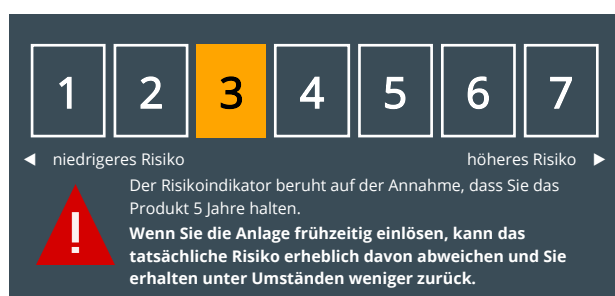 1 2 3 4 5 6 7
◄ niedrigeres Risiko höheres Risiko ►
Der Risikoindikator beruht auf der Annahme, dass Sie das
Produkt 5 Jahre halten.
Wenn Sie die Anlage frühzeitig einlösen, kann das
tatsächliche Risiko erheblich davon abweichen und Sie
erhalten unter Umständen weniger zurück.
!